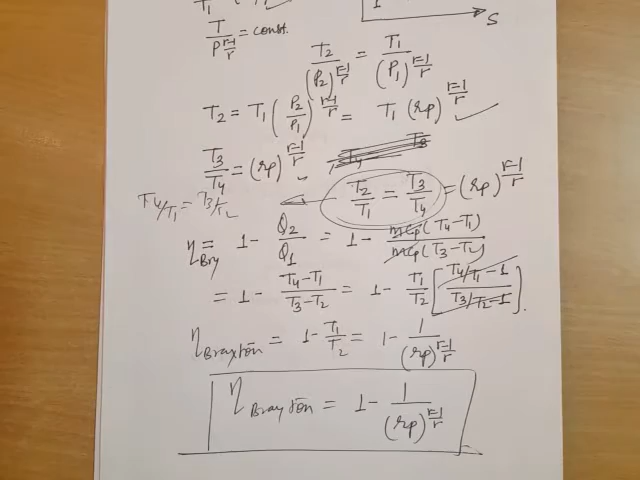 T₁
1
S
T/P^((r-1)/r) = const.
T₂/(P₂)^((r-1)/r) = T₁/(P₁)^((r-1)/r)
T₂ = T₁ (P₂/P₁)^((r-1)/r) = T₁ (rp)^((r-1)/r)
T₃/T₄ = (rp)^((r-1)/r)
T₂/T₁ = T₃/T₄ = (rp)^((r-1)/r)
T₄/T₁ = T₃/T₂
η_Bry = 1 - Q₂/Q₁ = 1 - mCp(T₄-T₁)/mCp(T₃-T₂)
= 1 - (T₄-T₁)/(T₃-T₂) = 1 - T₁/T₂ [(T₄/T₁-1)/(T₃/T₂-1)].
η_Brayton = 1 - T₁/T₂ = 1 - 1/(rp)^((r-1)/r)
η_Brayton = 1 - 1/(rp)^((r-1)/r)